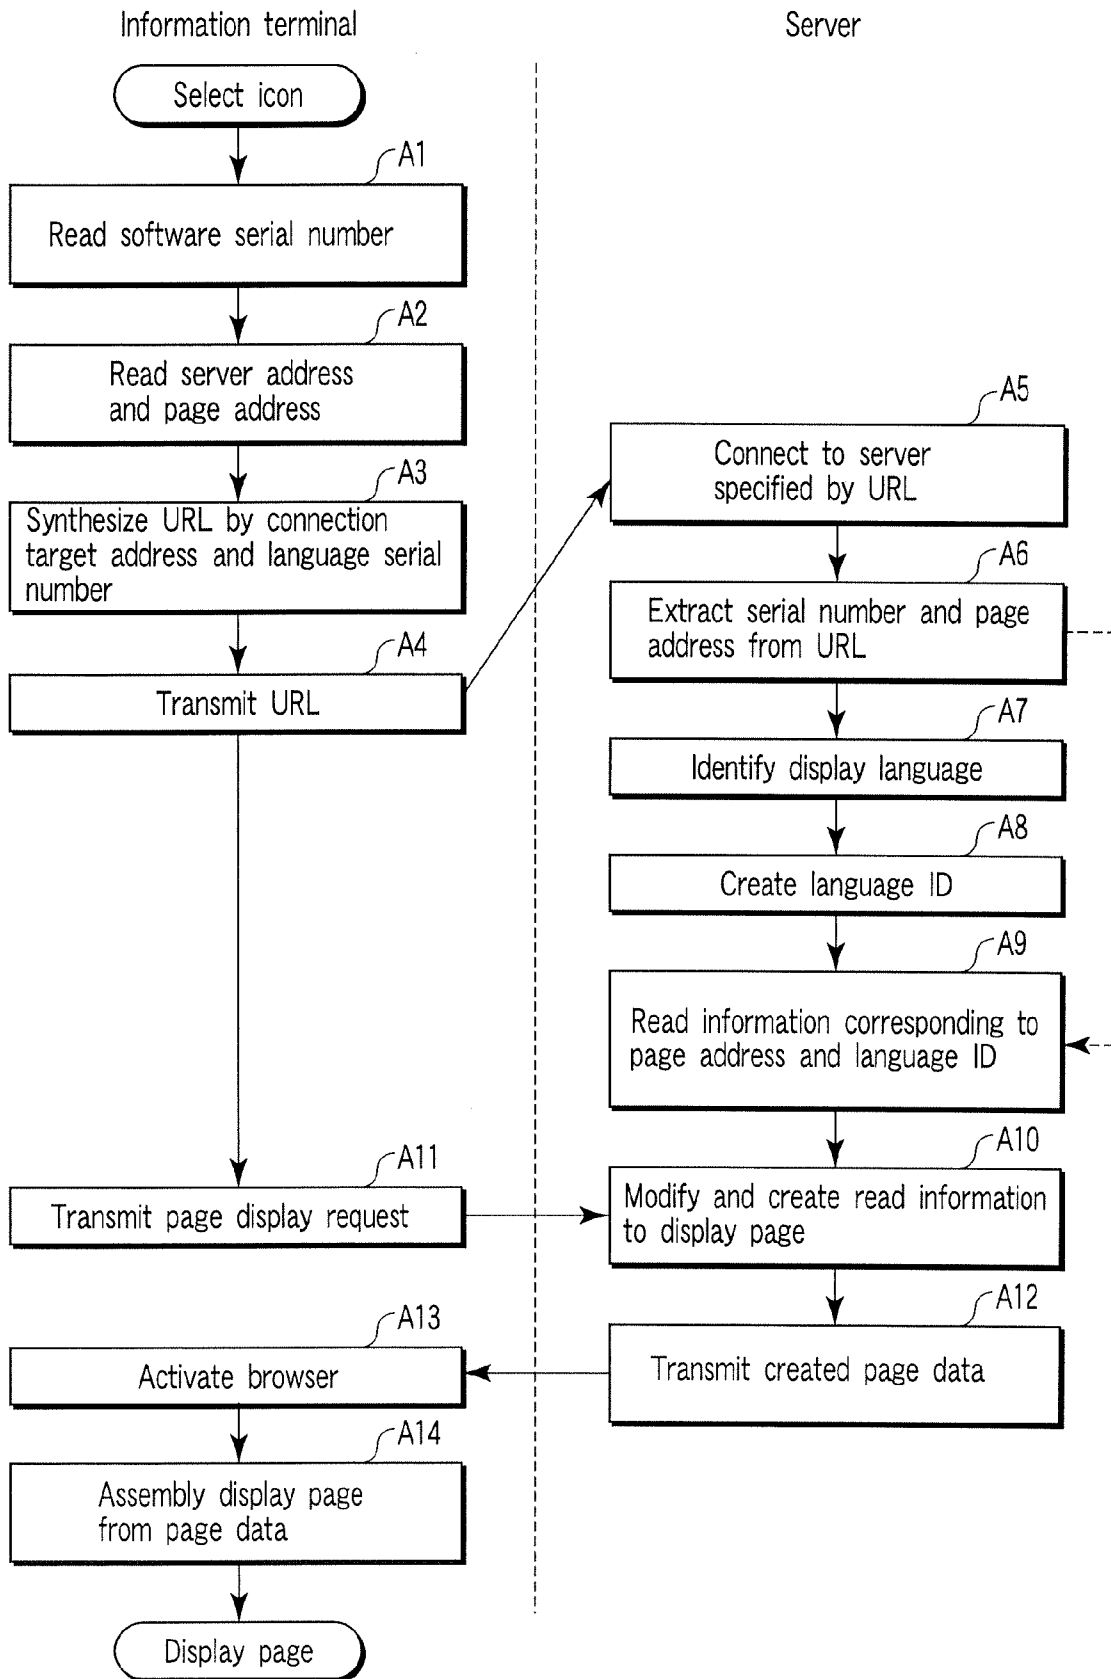 Information terminal
Server
Select icon
A1
Read software serial number
A2
Read server address
and page address
A3
Synthesize URL by connection
target address and language serial
number
A4
Transmit URL
A5
Connect to server
specified by URL
A6
Extract serial number and page
address from URL
A7
Identify display language
A8
Create language ID
A9
Read information corresponding to
page address and language ID
A10
Modify and create read information
to display page
A11
Transmit page display request
A12
Transmit created page data
A13
Activate browser
A14
Assembly display page
from page data
Display page